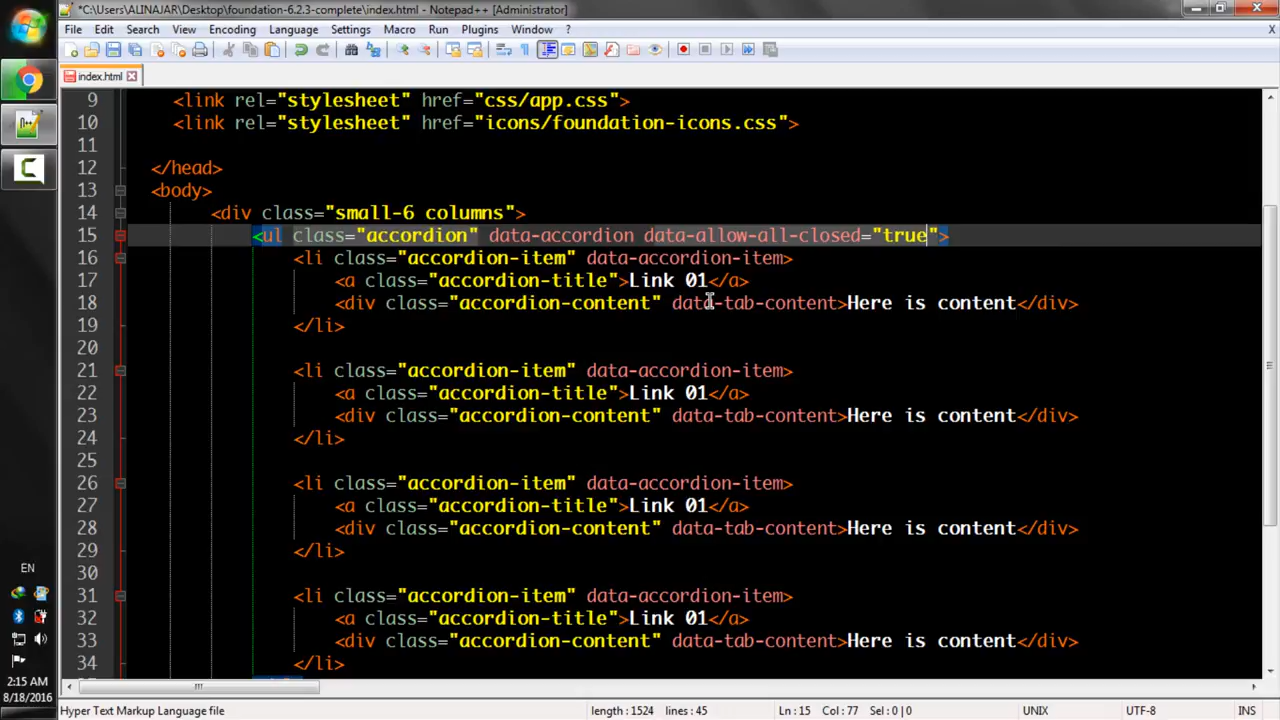 *C:\Users\ALINAJAR\Desktop\foundation-6.2.3-complete\index.html - Notepad++ [Administrator]
File Edit Search View Encoding Language Settings Macro Run Plugins Window ? X
index.html
9 <link rel="stylesheet" href="css/app.css">
10 <link rel="stylesheet" href="icons/foundation-icons.css">
11
12 </head>
13 <body>
14 <div class="small-6 columns">
15 <ul class="accordion" data-accordion data-allow-all-closed="true">
16 <li class="accordion-item" data-accordion-item>
17 <a class="accordion-title">Link 01</a>
18 <div class="accordion-content" data-tab-content>Here is content</div>
19 </li>
20
21 <li class="accordion-item" data-accordion-item>
22 <a class="accordion-title">Link 01</a>
23 <div class="accordion-content" data-tab-content>Here is content</div>
24 </li>
25
26 <li class="accordion-item" data-accordion-item>
27 <a class="accordion-title">Link 01</a>
28 <div class="accordion-content" data-tab-content>Here is content</div>
29 </li>
30
31 <li class="accordion-item" data-accordion-item>
32 <a class="accordion-title">Link 01</a>
33 <div class="accordion-content" data-tab-content>Here is content</div>
34 </li>
EN
2:15 AM
8/18/2016
Hyper Text Markup Language file length : 1524 lines : 45 Ln : 15 Col : 77 Sel : 0 | 0 UNIX UTF-8 INS